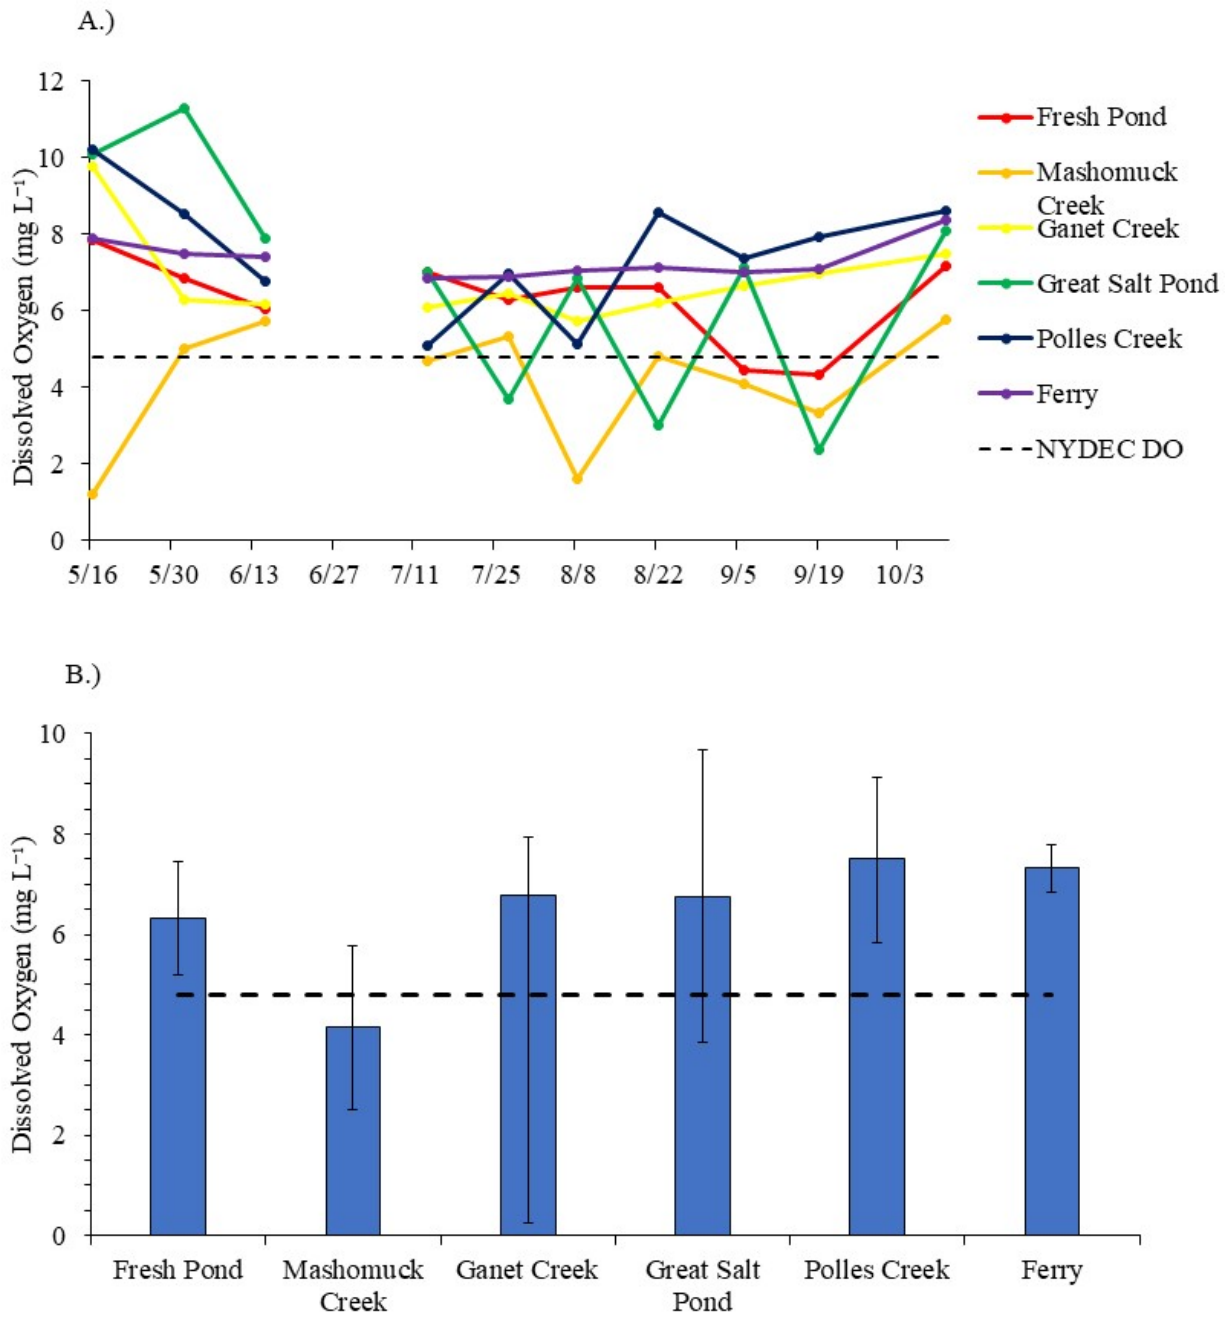 A.)
Dissolved Oxygen (mg L⁻¹)
12
10
8
6
4
2
0
5/16 5/30 6/13 6/27 7/11 7/25 8/8 8/22 9/5 9/19 10/3
Fresh Pond
Mashomuck
Creek
Ganet Creek
Great Salt Pond
Polles Creek
Ferry
NYDEC DO
B.)
Dissolved Oxygen (mg L⁻¹)
10
8
6
4
2
0
Fresh Pond Mashomuck Ganet Creek Great Salt Polles Creek Ferry
Creek Pond